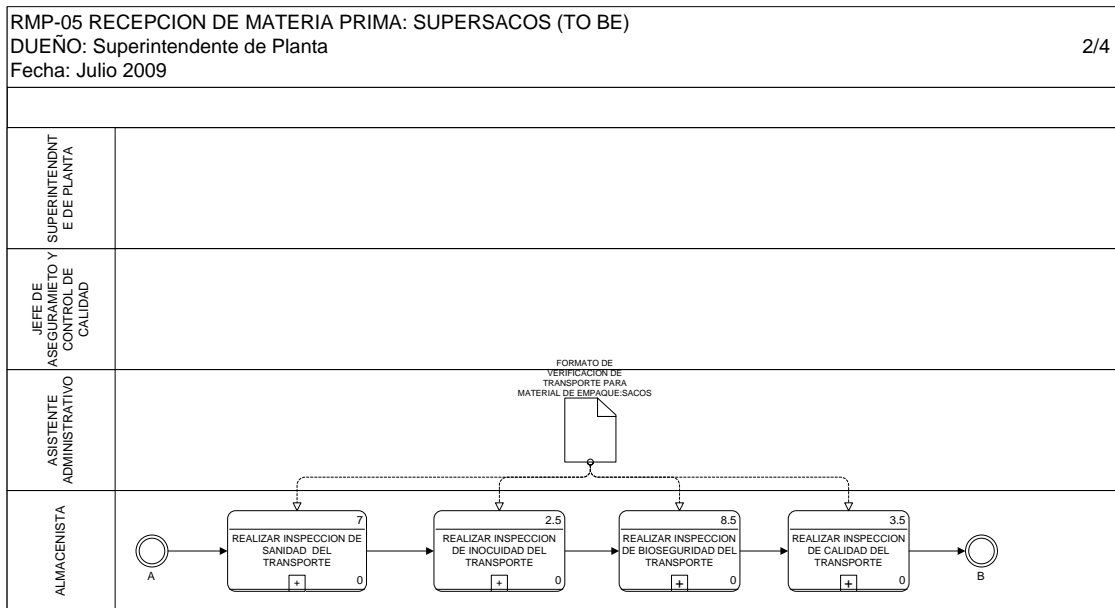 RMP-05 RECEPCION DE MATERIA PRIMA: SUPERSACOS (TO BE)
DUEÑO: Superintendente de Planta
2/4
Fecha: Julio 2009
SUPERINTENDNT
E DE PLANTA
JEFE DE
ASEGURAMIETO Y
CONTROL DE
CALIDAD
FORMATO DE
VERIFICACION DE
TRANSPORTE PARA
MATERIAL DE EMPAQUE:SACOS
ASISTENTE
ADMINISTRATIVO
ALMACENISTA
A
7
REALIZAR INSPECCION DE
SANIDAD DEL
TRANSPORTE
+
0
2.5
REALIZAR INSPECCION
DE INOCUIDAD DEL
TRANSPORTE
+
0
8.5
REALIZAR INSPECCION
DE BIOSEGURIDAD DEL
TRANSPORTE
+
0
3.5
REALIZAR INSPECCION
DE CALIDAD DEL
TRANSPORTE
+
0
B